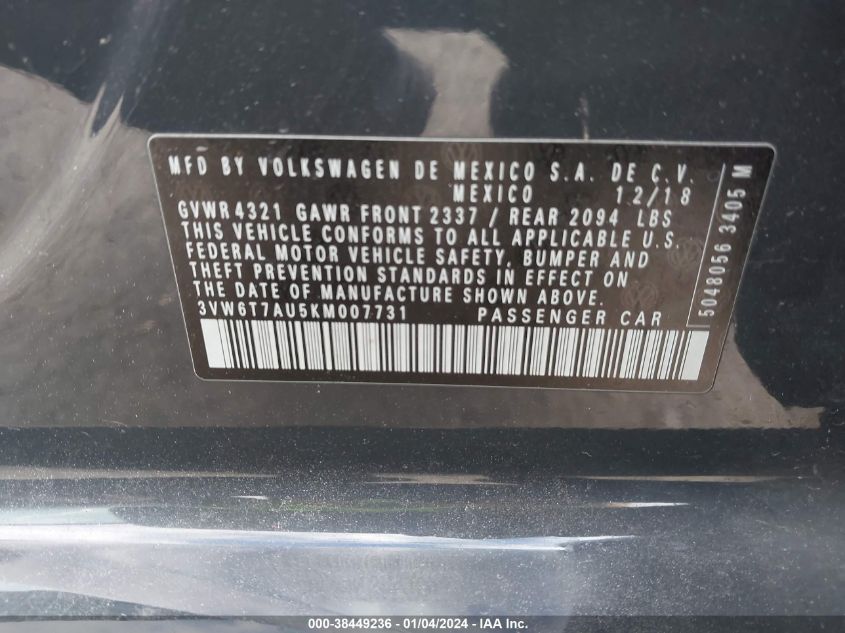 MFD BY VOLKSWAGEN DE MEXICO S.A. DE C.V.
MEXICO 12/18
GVWR 4321 GAWR FRONT 2337 / REAR 2094 LBS
THIS VEHICLE CONFORMS TO ALL APPLICABLE U.S.
FEDERAL MOTOR VEHICLE SAFETY, BUMPER AND
THEFT PREVENTION STANDARDS IN EFFECT ON
THE DATE OF MANUFACTURE SHOWN ABOVE.
3VW6T7AU5KM007731 PASSENGER CAR
5048056 3405 M
000-38449236 - 01/04/2024 - IAA Inc.